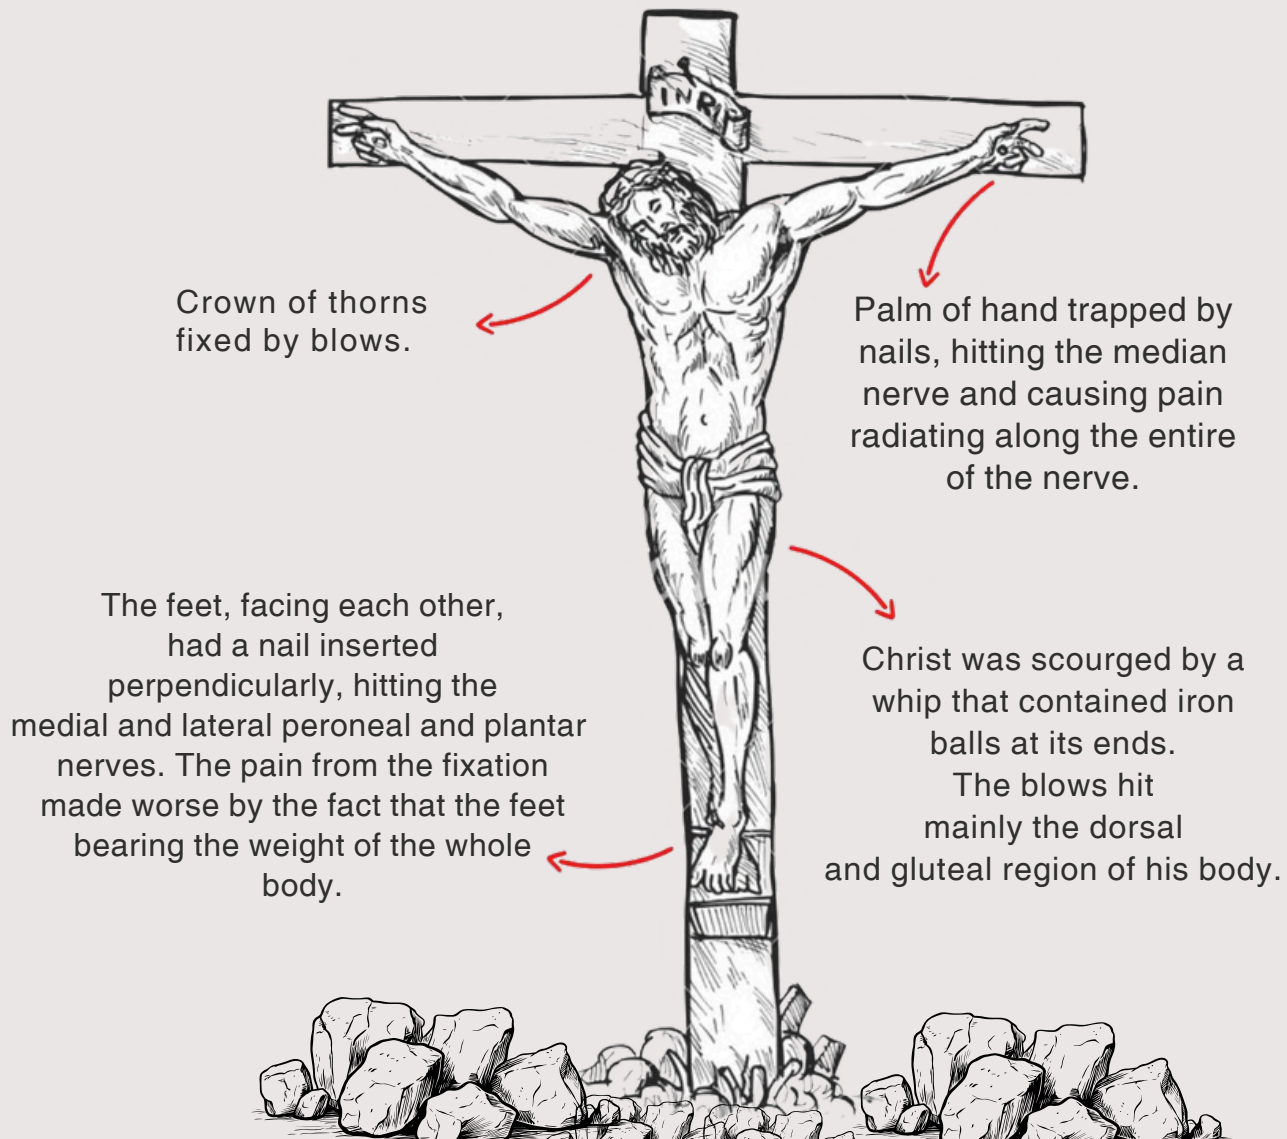 INRI
Crown of thorns
fixed by blows.
Palm of hand trapped by
nails, hitting the median
nerve and causing pain
radiating along the entire
of the nerve.
The feet, facing each other,
had a nail inserted
perpendicularly, hitting the
medial and lateral peroneal and plantar
nerves. The pain from the fixation
made worse by the fact that the feet
bearing the weight of the whole
body.
Christ was scourged by a
whip that contained iron
balls at its ends.
The blows hit
mainly the dorsal
and gluteal region of his body.